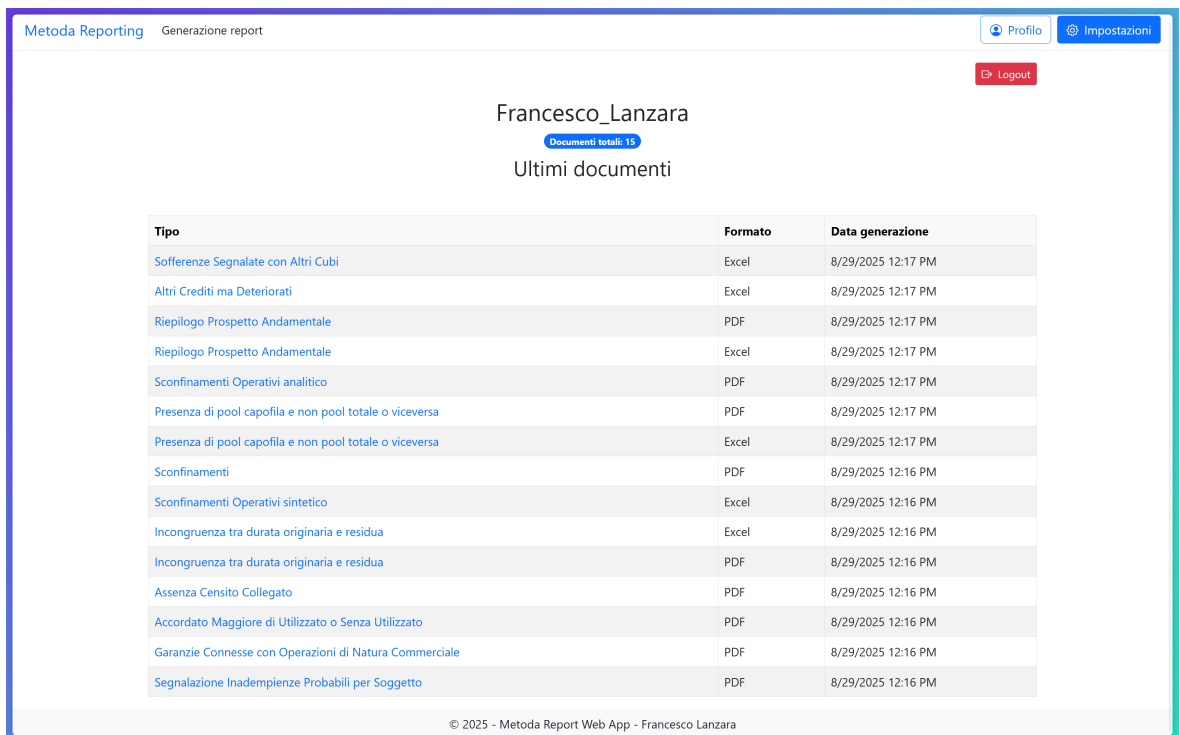 Metoda Reporting Generazione report Profilo Impostazioni
Logout
Francesco_Lanzara
Documenti totali: 15
Ultimi documenti
Tipo Formato Data generazione
Sofferenze Segnalate con Altri Cubi Excel 8/29/2025 12:17 PM
Altri Crediti ma Deteriorati Excel 8/29/2025 12:17 PM
Riepilogo Prospetto Andamentale PDF 8/29/2025 12:17 PM
Riepilogo Prospetto Andamentale Excel 8/29/2025 12:17 PM
Sconfinamenti Operativi analitico PDF 8/29/2025 12:17 PM
Presenza di pool capofila e non pool totale o viceversa PDF 8/29/2025 12:17 PM
Presenza di pool capofila e non pool totale o viceversa Excel 8/29/2025 12:17 PM
Sconfinamenti PDF 8/29/2025 12:16 PM
Sconfinamenti Operativi sintetico Excel 8/29/2025 12:16 PM
Incongruenza tra durata originaria e residua Excel 8/29/2025 12:16 PM
Incongruenza tra durata originaria e residua PDF 8/29/2025 12:16 PM
Assenza Censito Collegato PDF 8/29/2025 12:16 PM
Accordato Maggiore di Utilizzato o Senza Utilizzato PDF 8/29/2025 12:16 PM
Garanzie Connesse con Operazioni di Natura Commerciale PDF 8/29/2025 12:16 PM
Segnalazione Inadempienze Probabili per Soggetto PDF 8/29/2025 12:16 PM
© 2025 - Metoda Report Web App - Francesco Lanzara